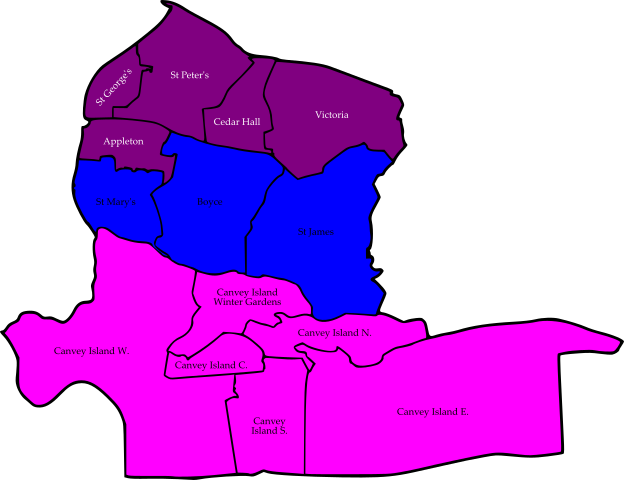 St George's
St Peter's
Cedar Hall
Victoria
Appleton
St Mary's
Boyce
St James
Canvey Island
Winter Gardens
Canvey Island N.
Canvey Island W.
Canvey Island C.
Canvey
Island S.
Canvey Island E.